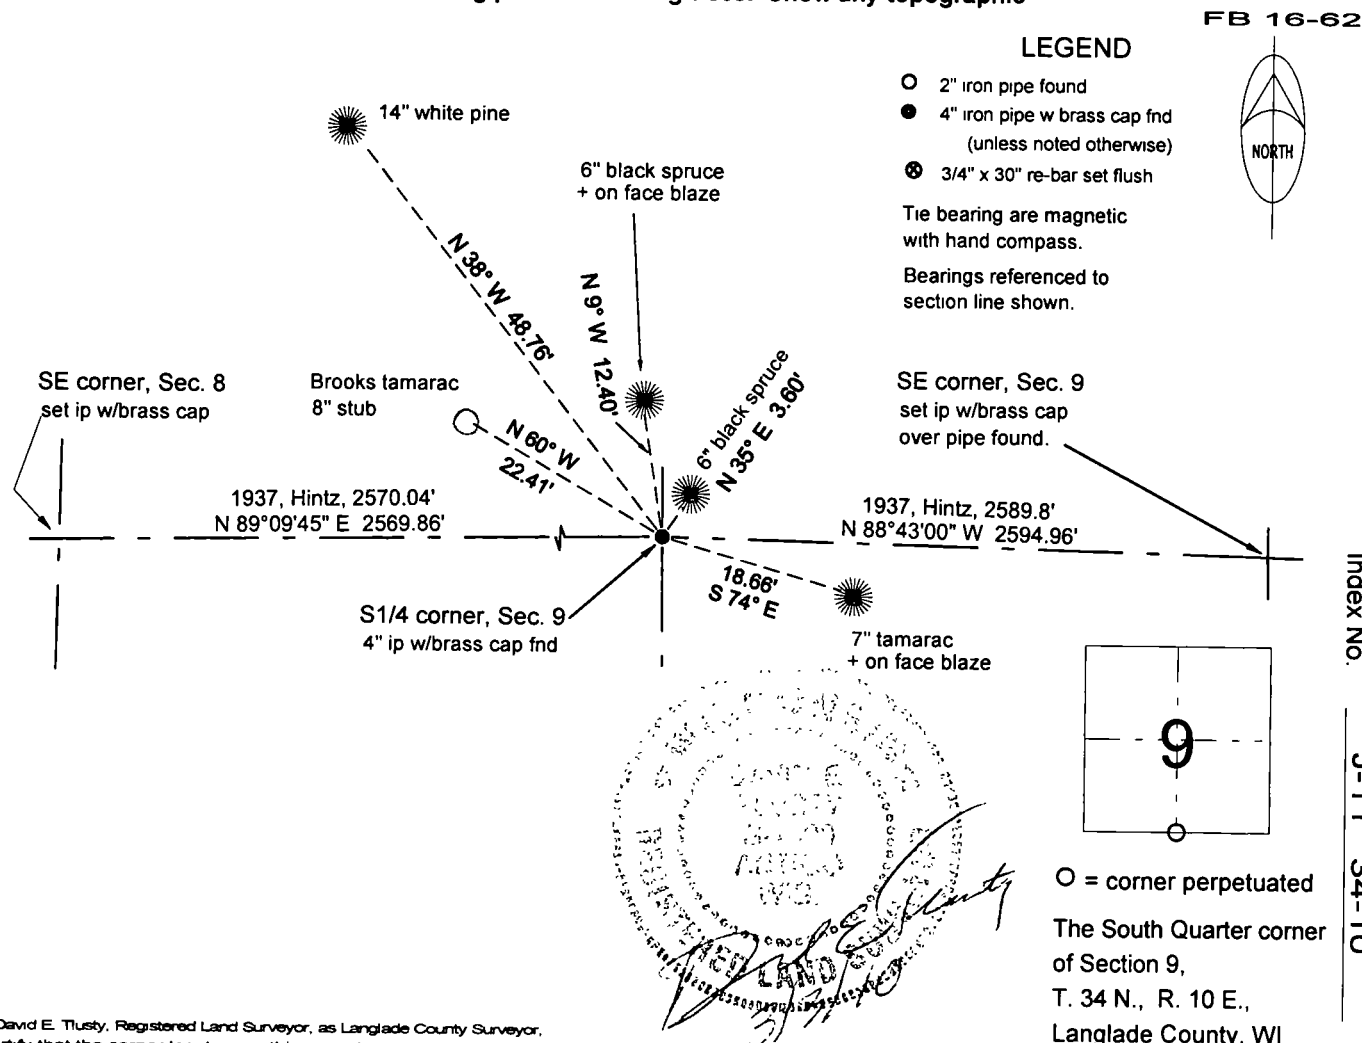 FB 16-62
LEGEND
2" iron pipe found
4" iron pipe w brass cap fnd
(unless noted otherwise)
3/4" x 30" re-bar set flush
Tie bearing are magnetic
with hand compass.
Bearings referenced to
section line shown.
NORTH
14" white pine
6" black spruce
+ on face blaze
N 38° W 48.76'
N 9° W 12.40'
6" black spruce
N 35° E 3.60'
SE corner, Sec. 8
set ip w/brass cap
Brooks tamarac
8" stub
N 60° W
22.41'
SE corner, Sec. 9
set ip w/brass cap
over pipe found.
1937, Hintz, 2570.04'
N 89°09'45" E 2569.86'
1937, Hintz, 2589.8'
N 88°43'00" W 2594.96'
18.66'
S 74° E
S1/4 corner, Sec. 9
4" ip w/brass cap fnd
7" tamarac
+ on face blaze
Index No.
9
= corner perpetuated
The South Quarter corner
of Section 9,
T. 34 N., R. 10 E.,
Langlade County, WI
WISCONSIN
LAND
David E. Tlusty, Registered Land Surveyor, as Langlade County Surveyor,